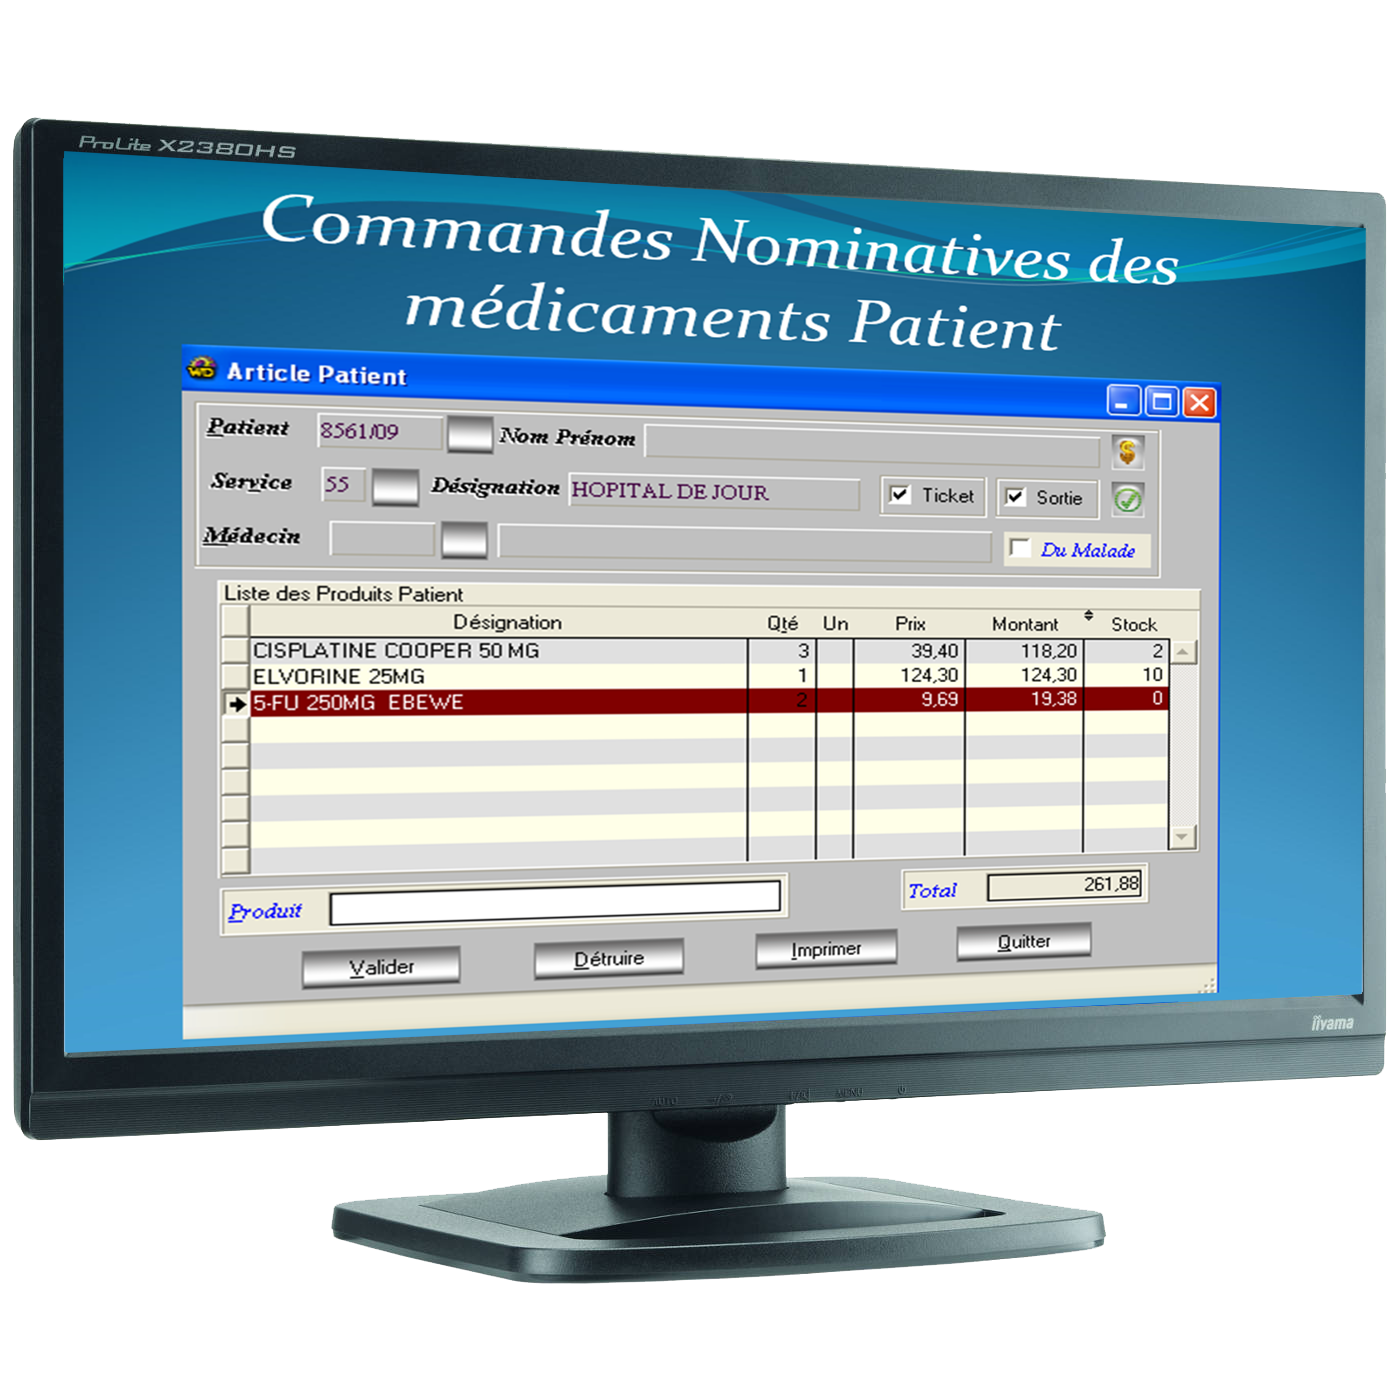 ProLite X2380HS
Commandes Nominatives des
médicaments Patient
WD Article Patient
Patient 8561/09 Nom Prénom
Service 55 Désignation HOPITAL DE JOUR Ticket Sortie
Médecin Du Malade
Liste des Produits Patient
Désignation Qté Un Prix Montant Stock
CISPLATINE COOPER 50 MG 3 39,40 118,20 2
ELVORINE 25MG 1 124,30 124,30 10
5-FU 250MG EBEWE 2 9,69 19,38 0
Produit Total 261,88
Valider Détruire Imprimer Quitter
iiyama
AUTO MENU